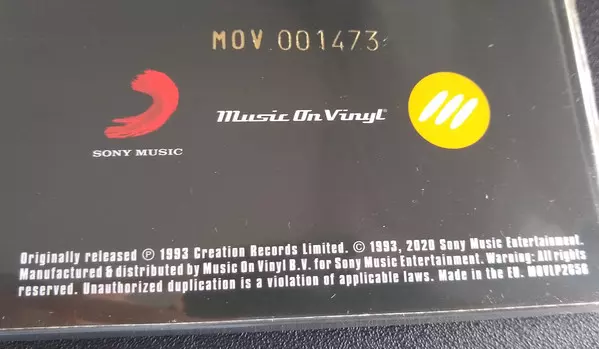 MOV 001473
SONY MUSIC
Music On Vinyl®
Originally released ℗ 1993 Creation Records Limited. © 1993, 2020 Sony Music Entertainment.
Manufactured & distributed by Music On Vinyl B.V. for Sony Music Entertainment. Warning: All rights
reserved. Unauthorized duplication is a violation of applicable laws. Made in the EU. MOVLP2656